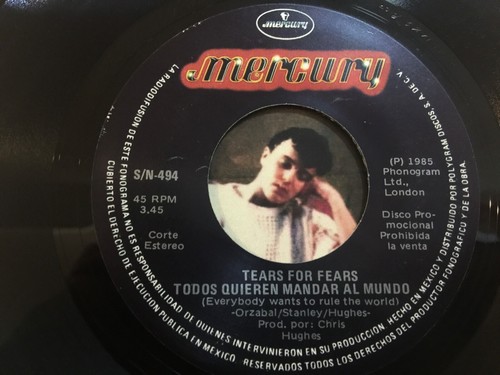 mercury
mercury
S/N-494
45 RPM
3,45
Corte
Estereo
(P) 1985
Phonogram
Ltd.,
London
Disco Pro-
mocional
Prohibida
la venta
TEARS FOR FEARS
TODOS QUIEREN MANDAR AL MUNDO
(Everybody wants to rule the world)
-Orzabal/Stanley/Hughes-
Prod. por: Chris
Hughes
LA RADIODIFUSION DE ESTE FONOGRAMA NO ES RESPONSABILIDAD DE QUIENES INTERVINIERON EN SU PRODUCCION. HECHO EN MEXICO Y DISTRIBUIDO POR POLYGRAM DISCOS, S.A. DE C.V.
CUBIERTO EL DERECHO DE EJECUCION PUBLICA EN MEXICO. RESERVADOS TODOS LOS DERECHOS DEL PRODUCTOR FONOGRAFICO Y DE LA OBRA.